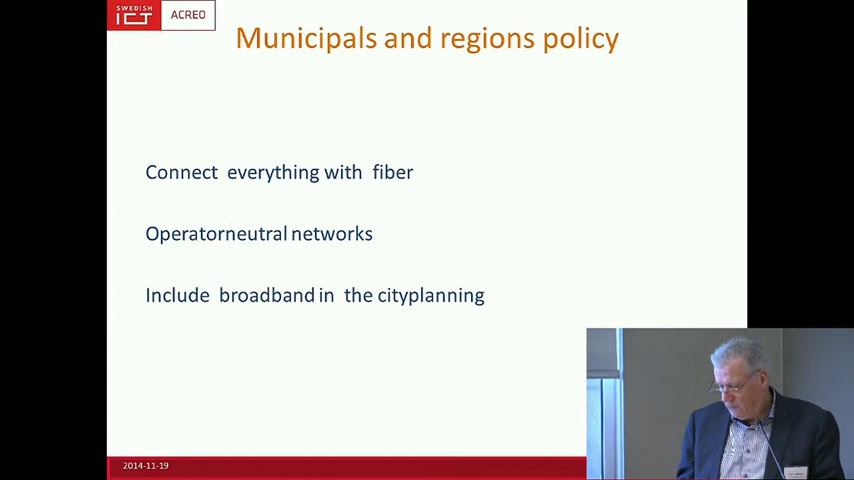 SWEDISH
ICT
ACREO
Municipals and regions policy
Connect everything with fiber
Operatorneutral networks
Include broadband in the cityplanning
2014-11-19